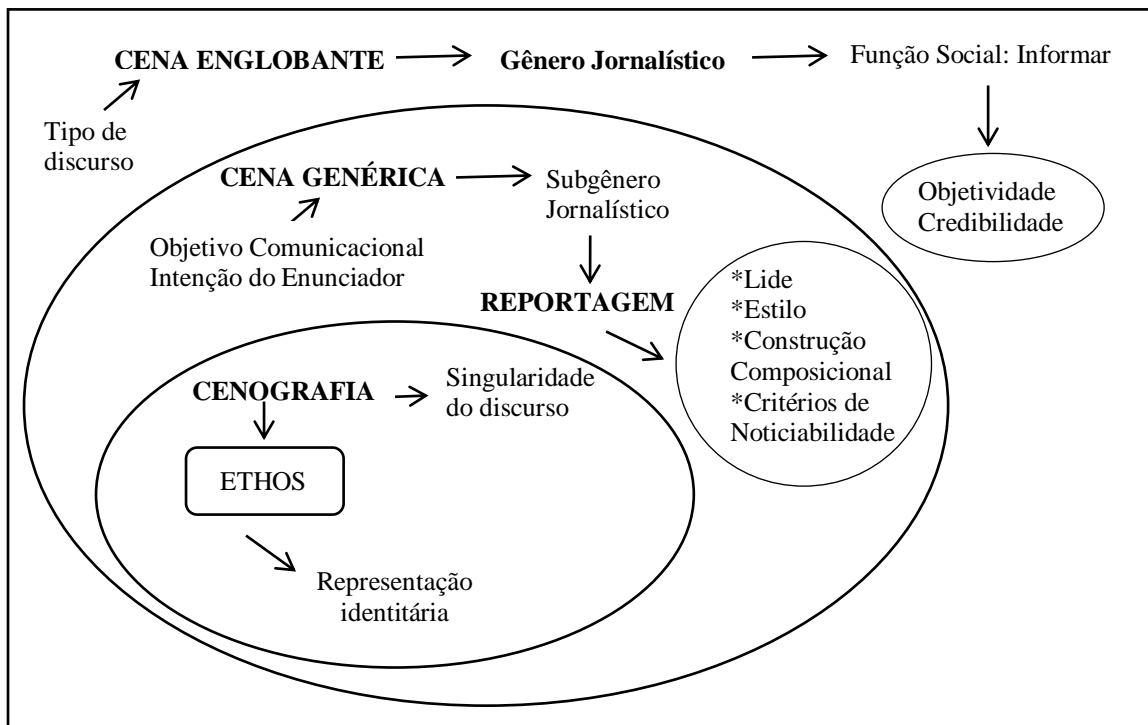 CENA ENGLOBANTE
Gênero Jornalístico
Função Social: Informar
Tipo de
discurso
Objetividade
Credibilidade
CENA GENÉRICA
Subgênero
Jornalístico
Objetivo Comunicacional
Intenção do Enunciador
REPORTAGEM
*Lide
*Estilo
*Construção
Composicional
*Critérios de
Noticiabilidade
CENOGRAFIA
Singularidade
do discurso
ETHOS
Representação
identitária